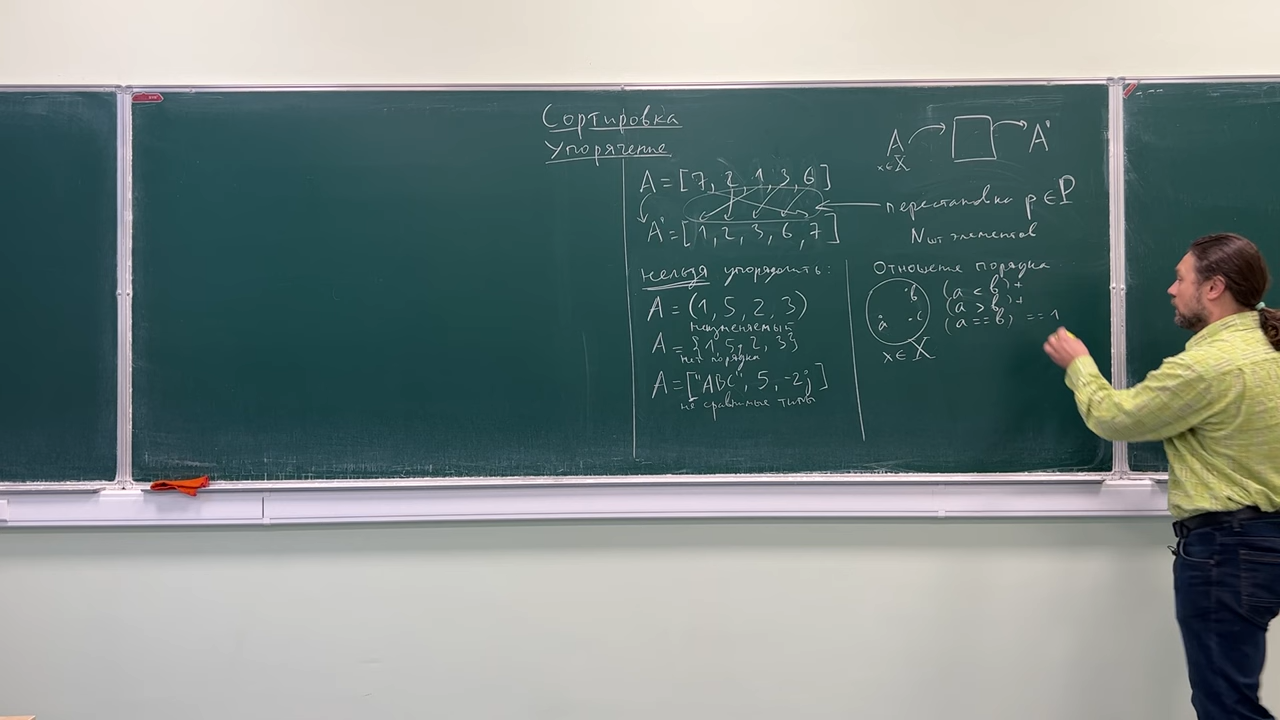 Сортировка
Упорячение
A = [7, 2, 1, 3, 6]
A' = [1, 2, 3, 6, 7]
нельзя упорядочить:
A = (1, 5, 2, 3)
неизменяемый
A = {1, 5, 2, 3}
нет порядка
A = ["ABC", 5, -2j]
не сравнимые типы
A → A'
x ∈ X
перестановка p ∈ P
N шт элементов
Отношение порядка
(a < b) +
(a > b) +
(a == b) == 1
a b c
x ∈ X